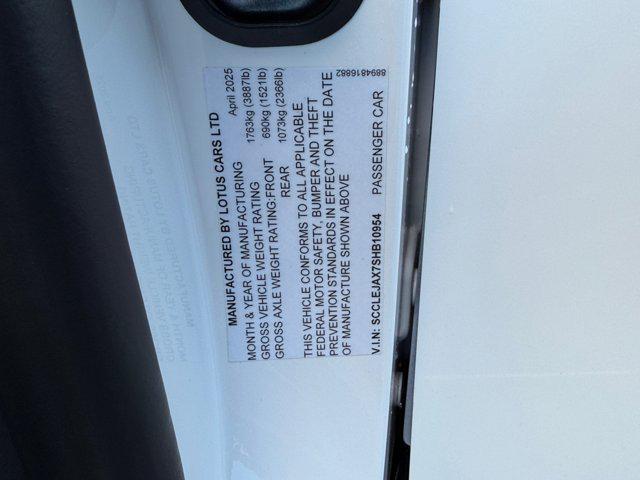 MANUFACTURED BY LOTUS CARS LTD
MONTH & YEAR OF MANUFACTURING April 2025
GROSS VEHICLE WEIGHT RATING 1763kg (3887lb)
GROSS AXLE WEIGHT RATING:FRONT 690kg (1521lb)
REAR 1073kg (2366lb)
THIS VEHICLE CONFORMS TO ALL APPLICABLE
FEDERAL MOTOR SAFETY, BUMPER AND THEFT
PREVENTION STANDARDS IN EFFECT ON THE DATE
OF MANUFACTURE SHOWN ABOVE
8894816882
V.I.N: SCCLEJAX7SHB10954 PASSENGER CAR